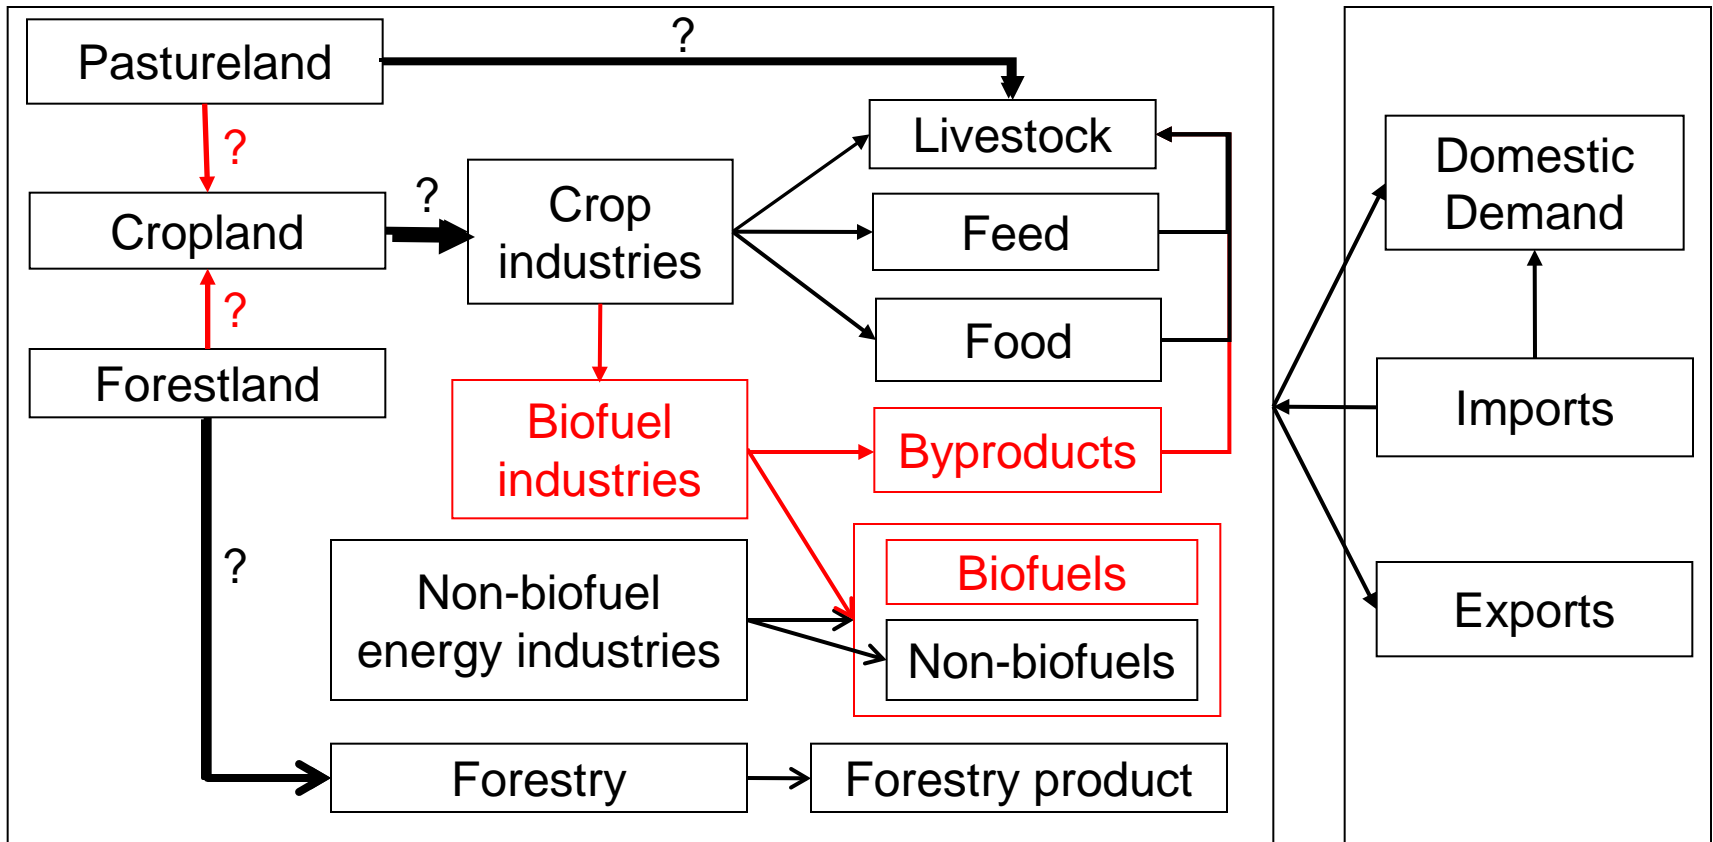 ?
Pastureland
?
Livestock
Domestic
Demand
?
Cropland
Crop
industries
Feed
?
Food
Forestland
Imports
Biofuel
industries
Byproducts
?
Non-biofuel
energy industries
Biofuels
Non-biofuels
Exports
Forestry
Forestry product